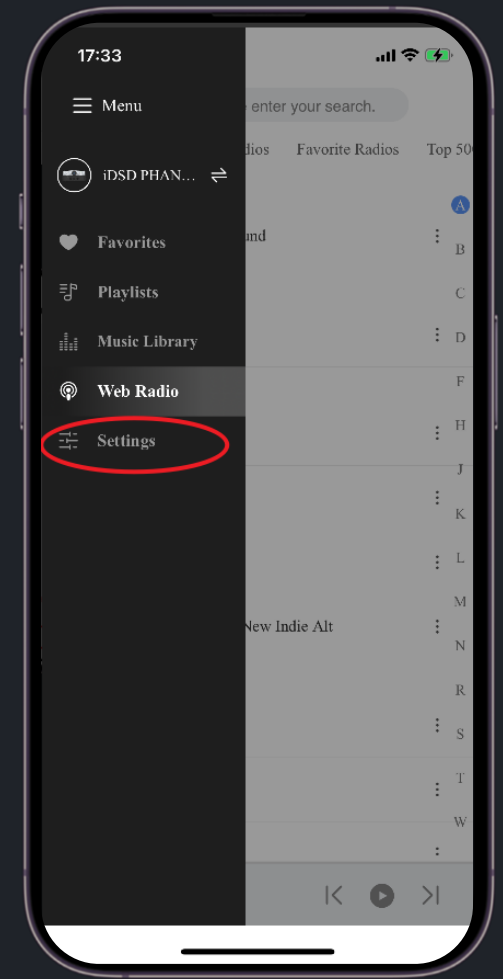 17:33
Menu
enter your search.
dios Favorite Radios Top 50
iDSD PHAN...
A
Favorites
und
B
Playlists
C
Music Library
D
F
Web Radio
H
Settings
J
K
L
M
New Indie Alt
N
R
S
T
W